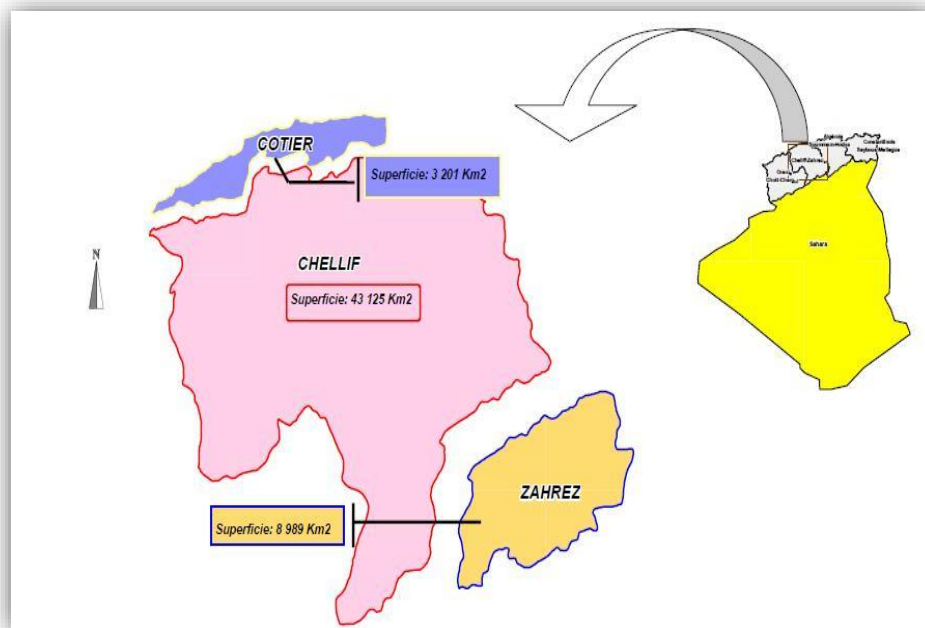 COTIER
Superficie: 3 201 Km2
CHELLIF
Superficie: 43 125 Km2
N
ZAHREZ
Superficie: 8 989 Km2
Sahara